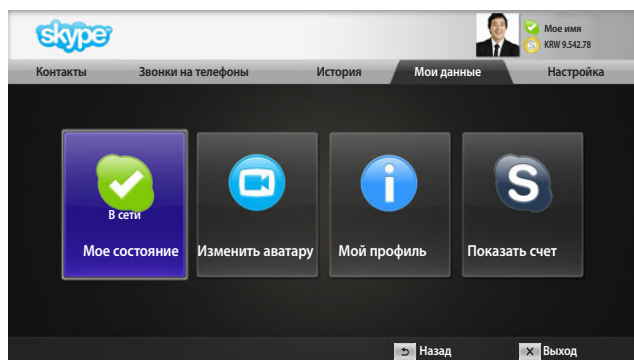 skype
Мое имя
KRW 9.542.78
Контакты Звонки на телефоны История Мои данные Настройка
В сети
Мое состояние Изменить аватару Мой профиль Показать счет
Назад Выход